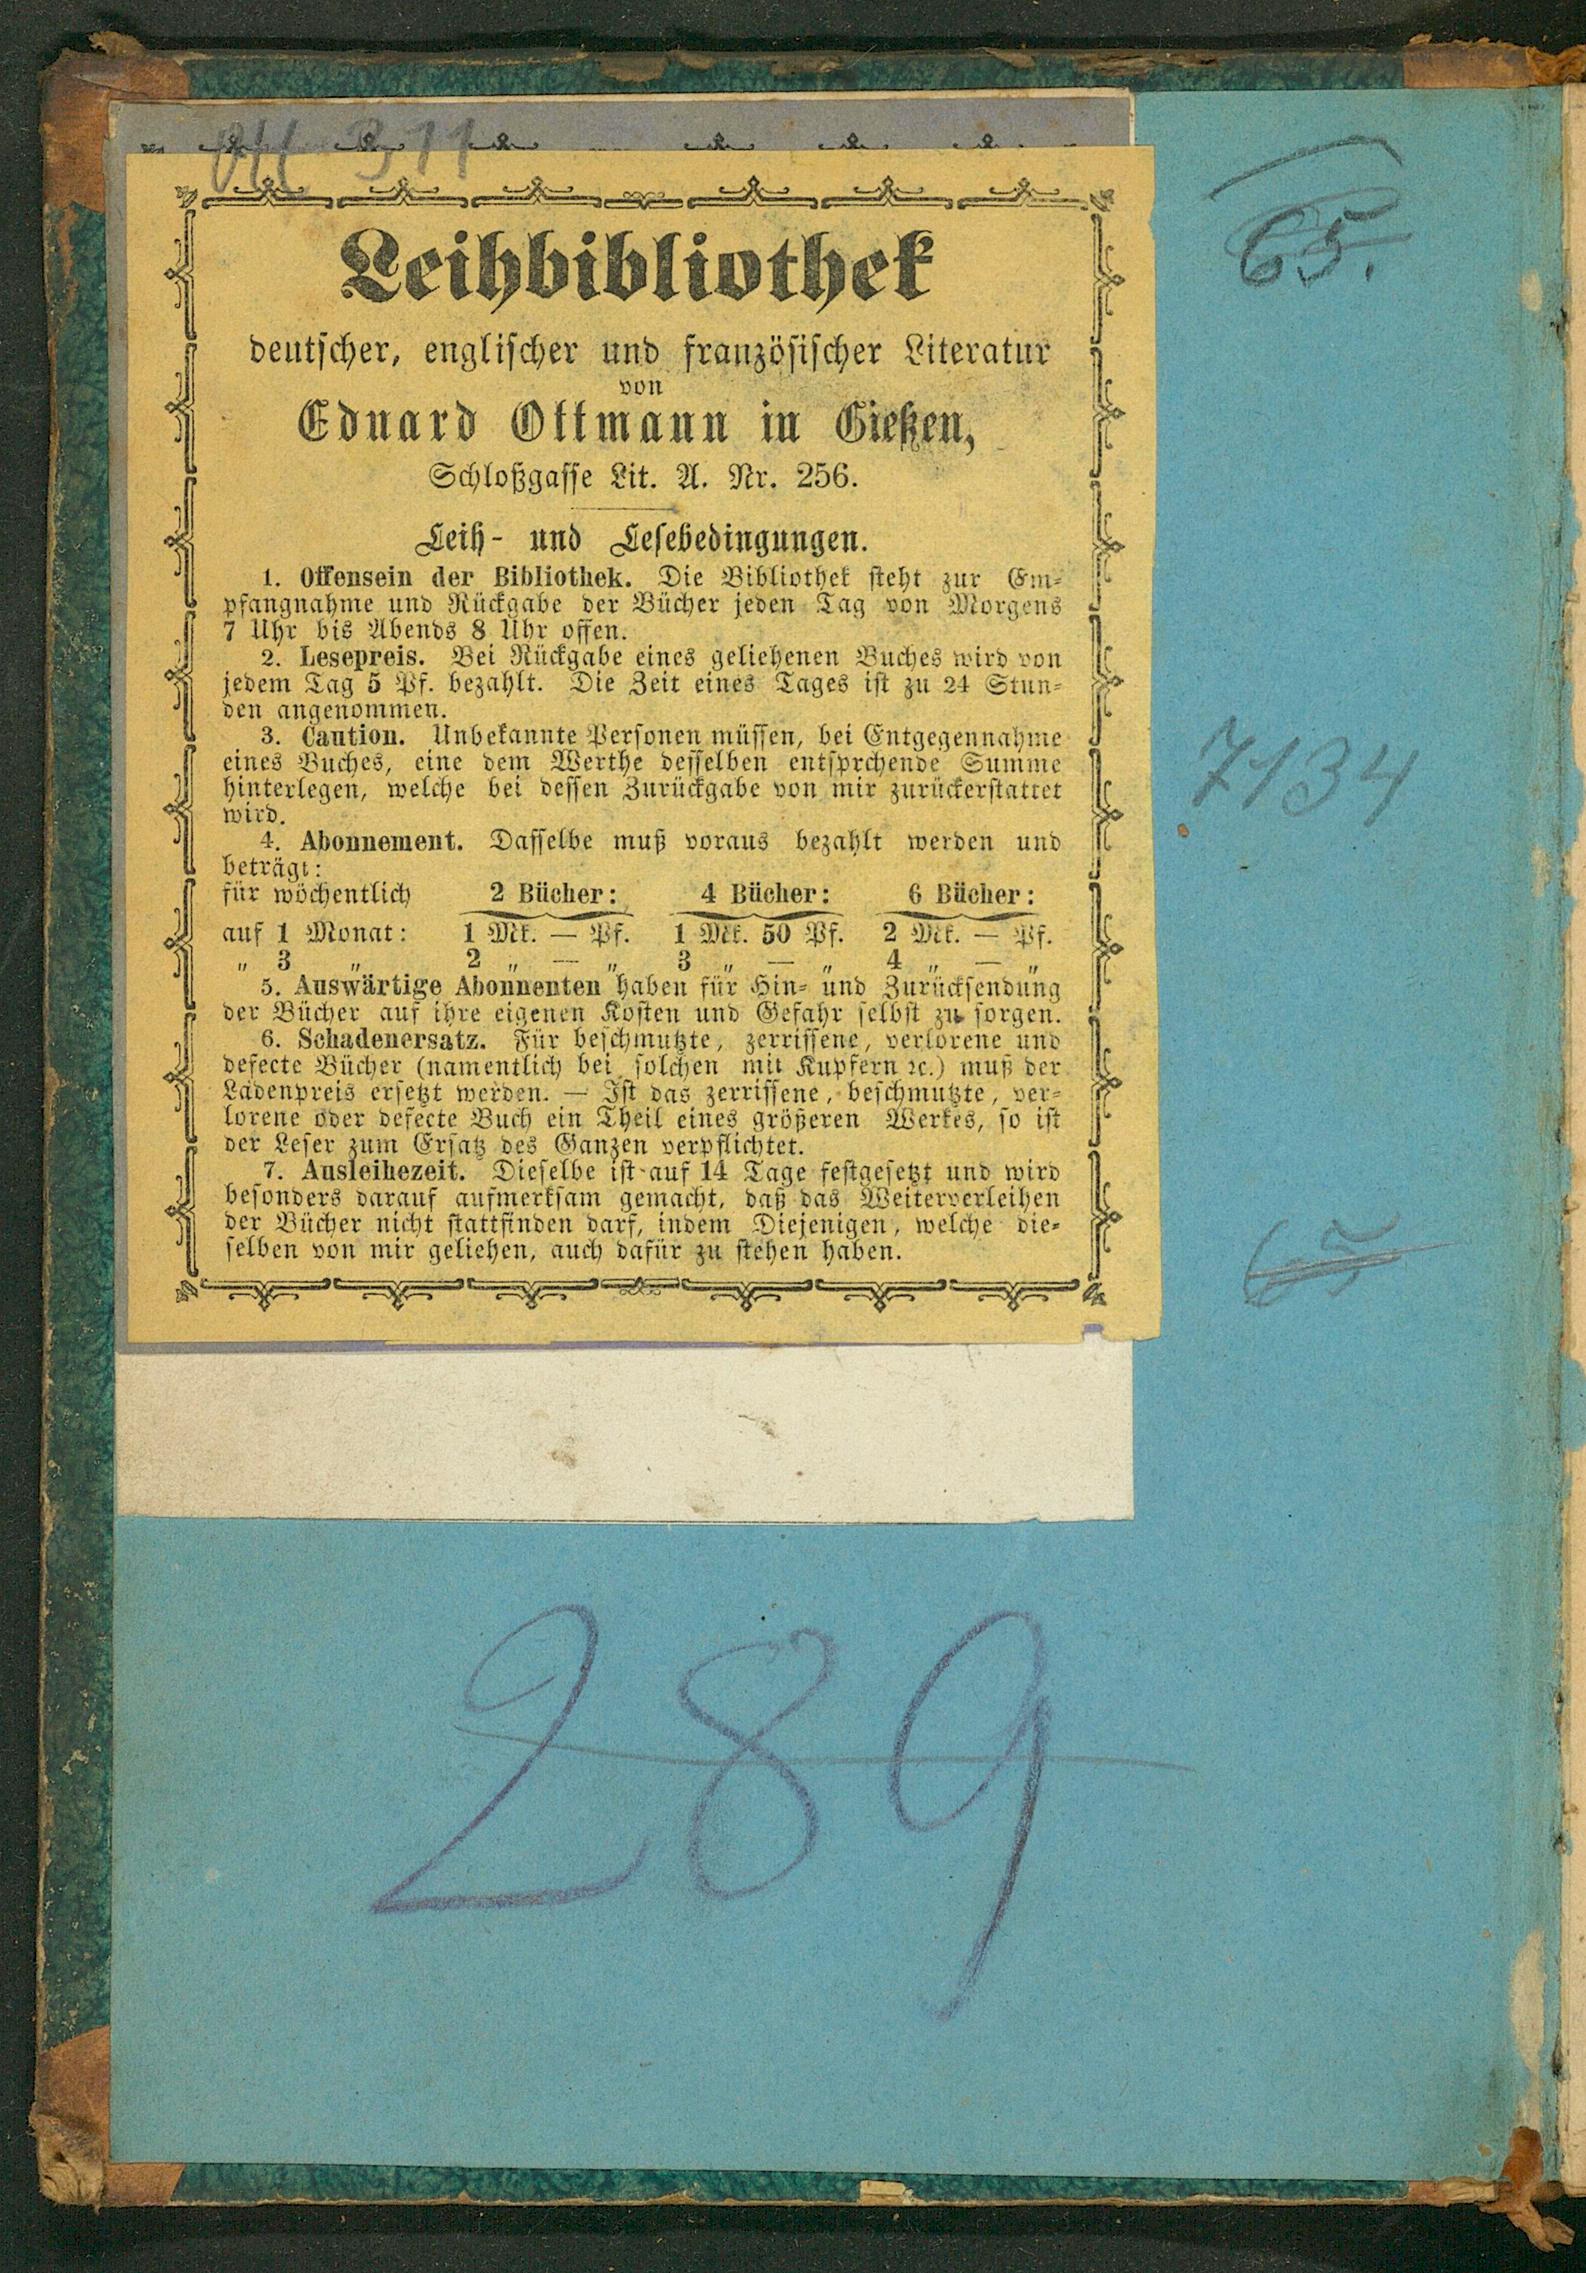 311
65.
Leihbibliothek
deutscher, englischer und französischer Literatur
von
Eduard Ottmann in Gießen,
Schloßgasse Lit. A. Nr. 256.
Leih- und Lesebedingungen.
1. Offensein der Bibliothek. Die Bibliothek steht zur Em-
pfangnahme und Rückgabe der Bücher jeden Tag von Morgens
7 Uhr bis Abends 8 Uhr offen.
2. Lesepreis. Bei Rückgabe eines geliehenen Buches wird von
jedem Tag 5 Pf. bezahlt. Die Zeit eines Tages ist zu 24 Stun-
den angenommen.
3. Caution. Unbekannte Personen müssen, bei Entgegennahme
eines Buches, eine dem Werthe desselben entsprchende Summe
hinterlegen, welche bei dessen Zurückgabe von mir zurückerstattet
wird.
4. Abonnement. Dasselbe muß voraus bezahlt werden und
beträgt:
für wöchentlich 2 Bücher: 4 Bücher: 6 Bücher:
auf 1 Monat: 1 Mk. — Pf. 1 Mk. 50 Pf. 2 Mk. — Pf.
„ 3 „ 2 „ — „ 3 „ — „ 4 „ — „
5. Auswärtige Abonnenten haben für Hin- und Zurücksendung
der Bücher auf ihre eigenen Kosten und Gefahr selbst zu sorgen.
6. Schadenersatz. Für beschmutzte, zerrissene, verlorene und
defecte Bücher (namentlich bei solchen mit Kupfern ꝛc.) muß der
Ladenpreis ersetzt werden. — Ist das zerrissene, beschmutzte, ver-
lorene oder defecte Buch ein Theil eines größeren Werkes, so ist
der Leser zum Ersatz des Ganzen verpflichtet.
7. Ausleihezeit. Dieselbe ist auf 14 Tage festgesetzt und wird
besonders darauf aufmerksam gemacht, daß das Weiterverleihen
der Bücher nicht stattfinden darf, indem Diejenigen, welche die-
selben von mir geliehen, auch dafür zu stehen haben.
7134
65
289